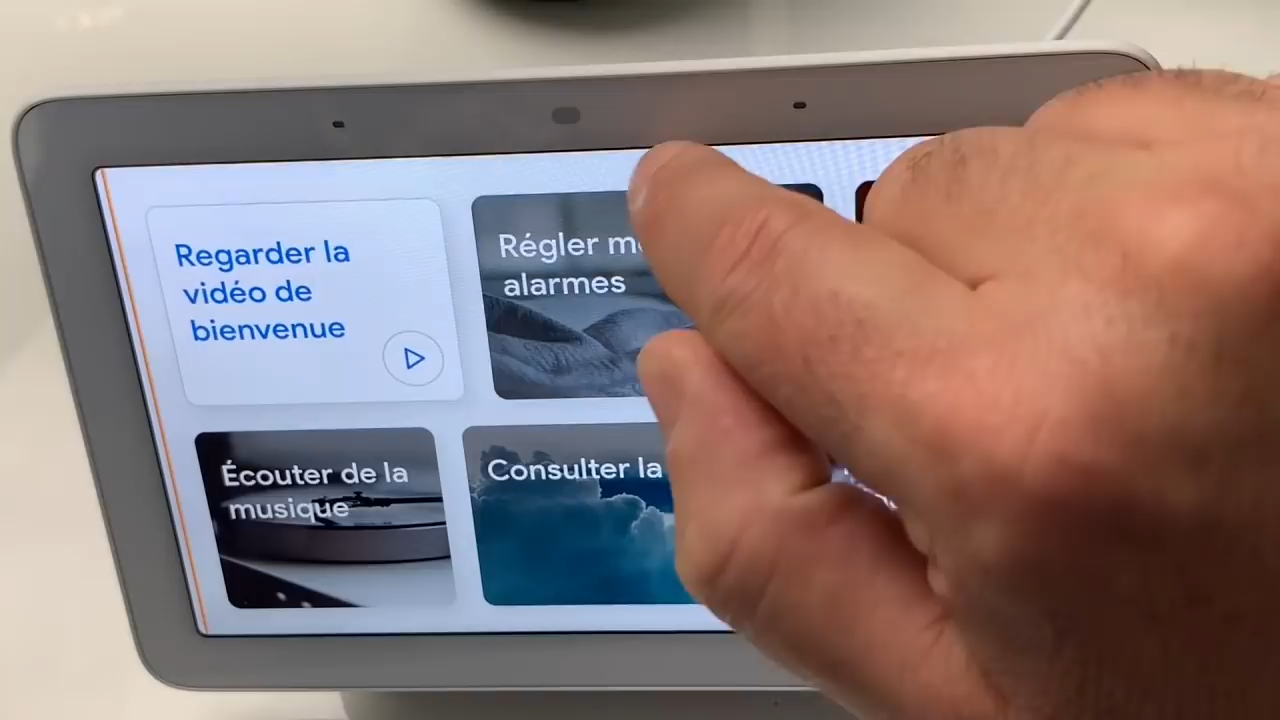 Regarder la
vidéo de
bienvenue
Régler
alarmes
Écouter de la
musique
Consulter la